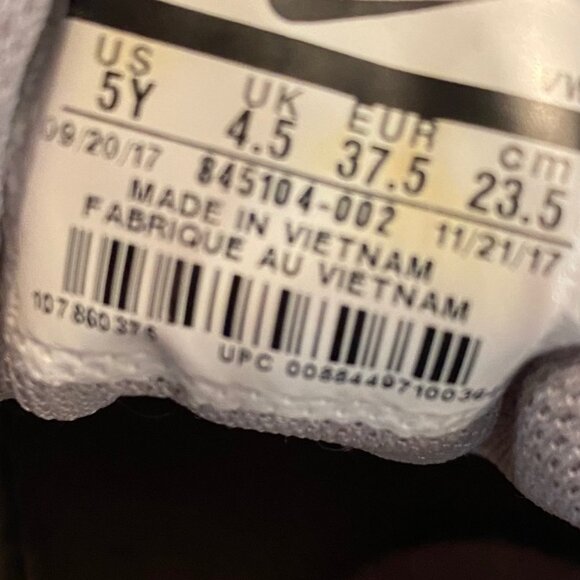 US UK EUR cm
5Y 4.5 37.5 23.5
09/20/17 845104-002 11/21/17
MADE IN VIETNAM
FABRIQUE AU VIETNAM
UPC